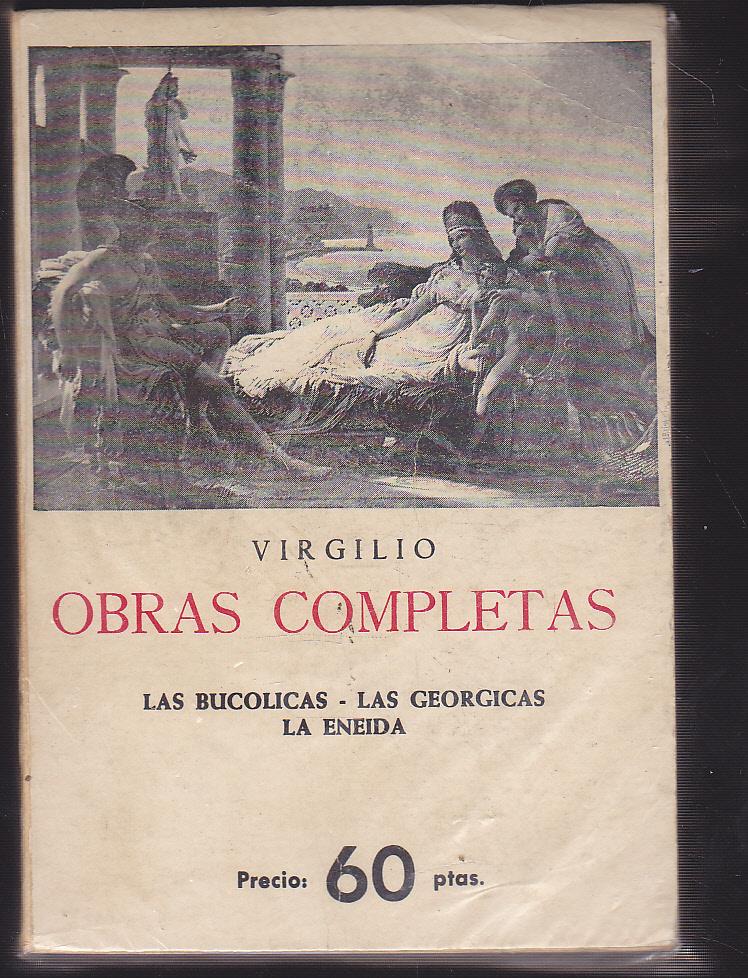 VIRGILIO
OBRAS COMPLETAS
LAS BUCOLICAS - LAS GEORGICAS
LA ENEIDA
Precio: 60 ptas.